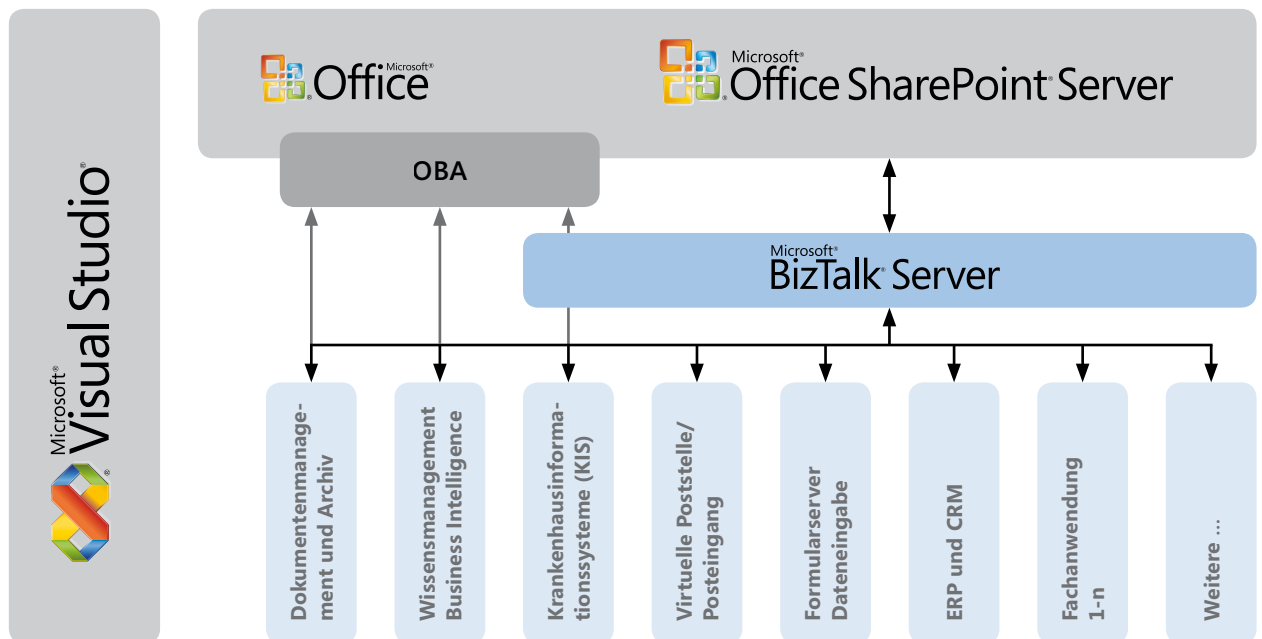 Microsoft®
Visual Studio®
Microsoft®
Office
Microsoft®
Office SharePoint® Server
OBA
Microsoft®
BizTalk® Server
Dokumentenmanage-
ment und Archiv
Wissensmanagement
Business Intelligence
Krankenhausinforma-
tionssysteme (KIS)
Virtuelle Poststelle/
Posteingang
Formularserver
Dateneingabe
ERP und CRM
Fachanwendung
1-n
Weitere ...